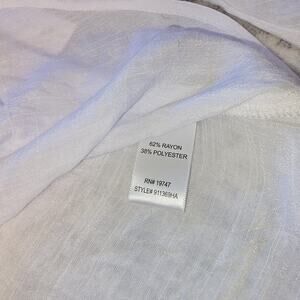 62% RAYON
38% POLYESTER
RN# 19747
STYLE# 911369HA